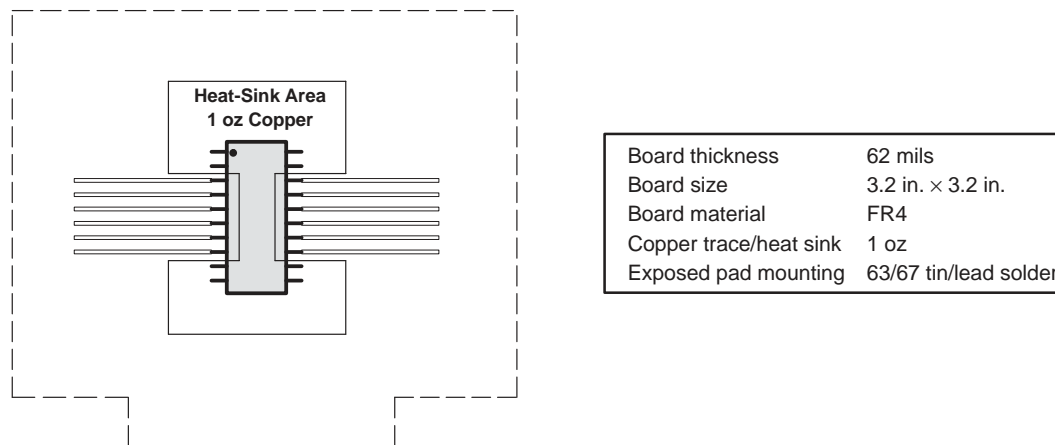 Heat-Sink Area
1 oz Copper
Board thickness 62 mils
Board size 3.2 in. × 3.2 in.
Board material FR4
Copper trace/heat sink 1 oz
Exposed pad mounting 63/67 tin/lead solder